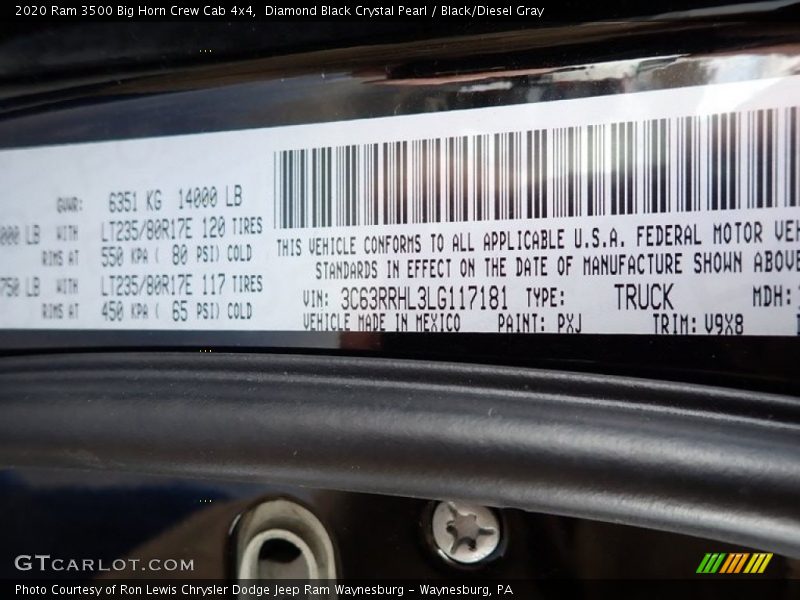 2020 Ram 3500 Big Horn Crew Cab 4x4,  Diamond Black Crystal Pearl / Black/Diesel Gray
GVWR: 6351 KG 14000 LB
000 LB WITH LT235/80R17E 120 TIRES
RIMS AT 550 KPA ( 80 PSI) COLD
750 LB WITH LT235/80R17E 117 TIRES
RIMS AT 450 KPA ( 65 PSI) COLD
THIS VEHICLE CONFORMS TO ALL APPLICABLE U.S.A. FEDERAL MOTOR VEH
STANDARDS IN EFFECT ON THE DATE OF MANUFACTURE SHOWN ABOVE
VIN: 3C63RRHL3LG117181 TYPE: TRUCK MDH:
VEHICLE MADE IN MEXICO PAINT: PXJ TRIM: V9X8
GTCARLOT.COM
Photo Courtesy of Ron Lewis Chrysler Dodge Jeep Ram Waynesburg - Waynesburg, PA